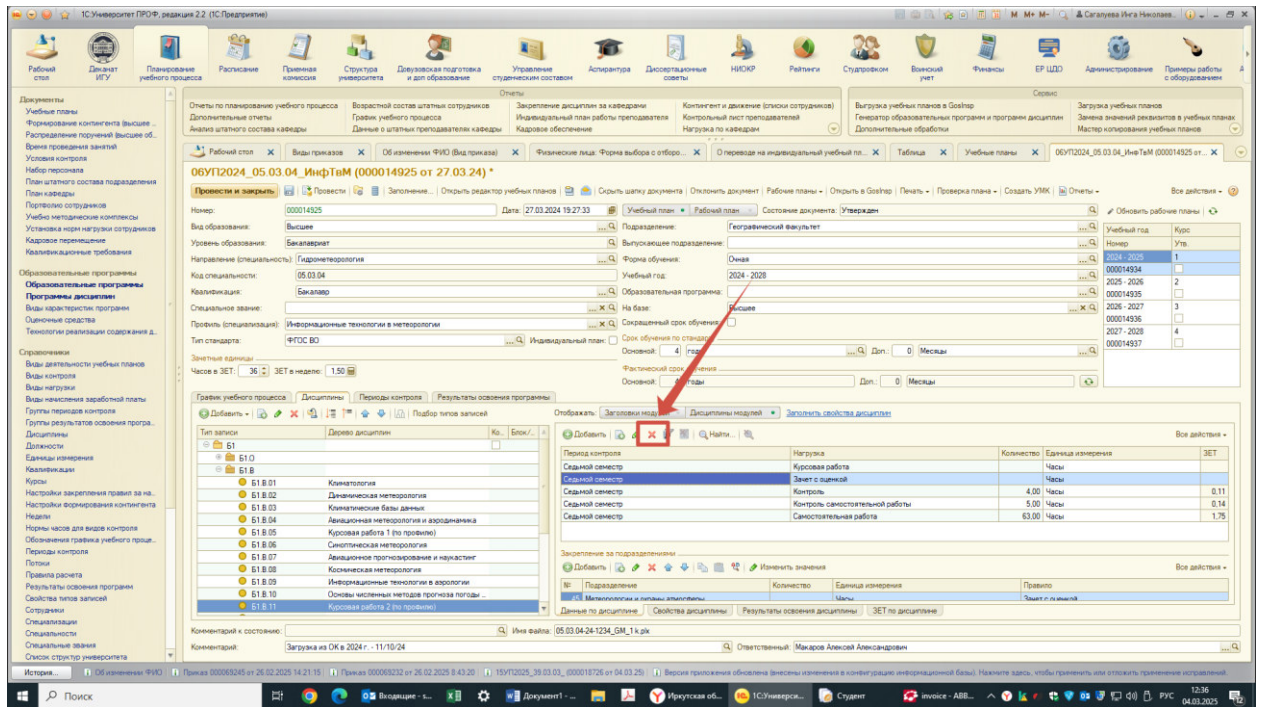 1С:Университет ПРОФ, редакция 2.2 (1С:Предприятие)
M M+ M- Сагалуева Инга Николаев...
Рабочий стол
Деканат ИГУ
Планирование учебного процесса
Расписание
Приемная комиссия
Структура университета
Довузовская подготовка и доп образование
Управление студенческим составом
Аспирантура
Диссертационные советы
НИОКР
Рейтинги
Студпрофком
Воинский учет
Финансы
ЕР ЦДО
Администрирование
Примеры работы с оборудованием
Отчеты
Отчеты по планированию учебного процесса
Дополнительные отчеты
Анализ штатного состава кафедры
Возрастной состав штатных сотрудников
График учебного процесса
Данные о штатных преподавателях кафедры
Закрепление дисциплин за кафедрами
Индивидуальный план работы преподавателя
Кадровое обеспечение
Контингент и движение (списки сотрудников)
Контрольный лист преподавателей
Нагрузка по кафедрам
Сервис
Выгрузка учебных планов в GosInsp
Генератор образовательных программ и программ дисциплин
Дополнительные обработки
Загрузка учебных планов
Замена значений реквизитов в учебных планах
Мастер копирования учебных планов
Документы
Учебные планы
Формирование контингента (высшее ...
Распределение поручений (высшее об...
Время проведения занятий
Условия контроля
Набор персонала
План штатного состава подразделения
План кафедры
Портфолио сотрудников
Учебно методические комплексы
Установка норм нагрузки сотрудников
Кадровое перемещение
Квалификационные требования
Образовательные программы
Образовательные программы
Программы дисциплин
Виды характеристик программ
Оценочные средства
Технологии реализации содержания д...
Справочники
Виды деятельности учебных планов
Виды контроля
Виды нагрузки
Виды начисления заработной платы
Группы периодов контроля
Группы результатов освоения програ...
Дисциплины
Должности
Единицы измерения
Квалификации
Курсы
Настройки закрепления правил за на...
Настройки формирования контингента
Недели
Нормы часов для видов контроля
Обозначения графика учебного проце...
Периоды контроля
Потоки
Правила расчета
Результаты освоения программ
Свойства типов записей
Сотрудники
Специализации
Специальности
Специальные звания
Список структур университета
Рабочий стол
Виды приказов
Об изменении ФИО (Вид приказа)
Физические лица: Форма выбора с отборо...
О переводе на индивидуальный учебный пл...
Таблица
Учебные планы
06УП2024_05.03.04_ИнфТвМ (000014925 от...
06УП2024_05.03.04_ИнфТвМ (000014925 от 27.03.24) *
Провести и закрыть Провести Заполнение... Открыть редактор учебных планов Скрыть шапку документа Отклонить документ Рабочие планы Открыть в GosInsp Печать Проверка плана Создать УМК Отчеты Все действия
Номер: 000014925 Дата: 27.03.2024 19:27:33 Учебный план Рабочий план Состояние документа: Утвержден
Обновить рабочие планы
Вид образования: Высшее
Подразделение: Географический факультет
Уровень образования: Бакалавриат
Выпускающее подразделение:
Направление (специальность): Гидрометеорология
Форма обучения: Очная
Код специальности: 05.03.04
Учебный год: 2024 - 2028
Квалификация: Бакалавр
Образовательная программа:
Специальное звание:
На базе: Высшее
Профиль (специализация): Информационные технологии в метеорологии
Сокращенный срок обучения:
Тип стандарта: ФГОС ВО Индивидуальный план:
Срок обучения по стандарту
Основной: 4 годы Доп.: 0 Месяцы
Зачетные единицы
Часов в ЗЕТ: 36 ЗЕТ в неделю: 1,50
Фактический срок обучения
Основной: 4 годы Доп.: 0 Месяцы
Учебный год Курс
Номер Утв.
2024 - 2025 1
000014934
2025 - 2026 2
000014935
2026 - 2027 3
000014936
2027 - 2028 4
000014937
График учебного процесса Дисциплины Периоды контроля Результаты освоения программы
Добавить Подбор типов записей
Отображать: Заголовки модулей Дисциплины модулей Заполнить свойства дисциплин
Тип записи Дерево дисциплин Ко... Блок/..
Б1
Б1.О
Б1.В
Б1.В.01 Климатология
Б1.В.02 Динамическая метеорология
Б1.В.03 Климатические базы данных
Б1.В.04 Авиационная метеорология и аэродинамика
Б1.В.05 Курсовая работа 1 (по профилю)
Б1.В.06 Синоптическая метеорология
Б1.В.07 Авиационное прогнозирование и наукастинг
Б1.В.08 Космическая метеорология
Б1.В.09 Информационные технологии в аэрологии
Б1.В.10 Основы численных методов прогноза погоды ...
Б1.В.11 Курсовая работа 2 (по профилю)
Добавить Найти... Все действия
Период контроля Нагрузка Количество Единица измерения ЗЕТ
Седьмой семестр Курсовая работа Часы
Седьмой семестр Зачет с оценкой Часы
Седьмой семестр Контроль 4,00 Часы 0,11
Седьмой семестр Контроль самостоятельной работы 5,00 Часы 0,14
Седьмой семестр Самостоятельная работа 63,00 Часы 1,75
Закрепление за подразделениями
Добавить Изменить значения Все действия
№ Подразделение Количество Единица измерения Правило
45 Метеорологии и охраны атмосферы Часы Зачет с оценкой
Данные по дисциплине Свойства дисциплины Результаты освоения дисциплины ЗЕТ по дисциплине
Комментарий к состоянию: Имя файла: 05.03.04-24-1234_GM_1 k.plx
Комментарий: Загрузка из ОК в 2024 г. - 11/10/24 Ответственный: Макаров Алексей Александрович
История... Об изменении ФИО Приказ 000069245 от 26.02.2025 14:21:15 Приказ 000069232 от 26.02.2025 8:43:20 15УП2025_39.03.03_ (000018726 от 04.03.25) Версия приложения обновлена (внесены изменения в конфигурацию информационной базы). Нажмите здесь, чтобы применить или отложить применение исправлений.
Поиск Входящие - s... Документ1 - ... Иркутская об... 1С:Универси... Студент invoice - ABB... РУС 12:36
04.03.2025